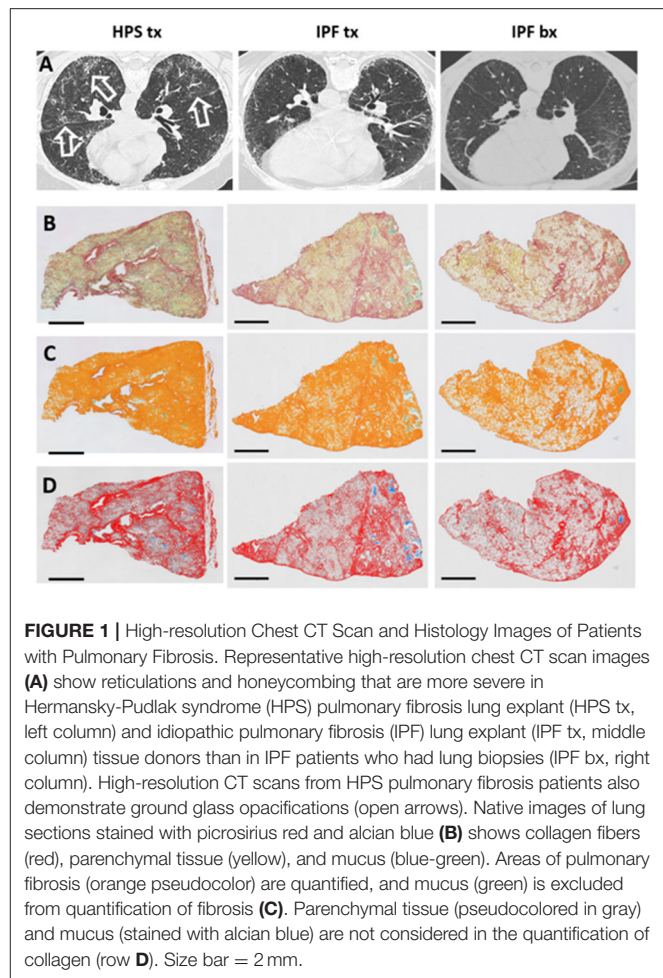 HPS tx IPF tx IPF bx
A
B
C
D
FIGURE 1 | High-resolution Chest CT Scan and Histology Images of Patients
with Pulmonary Fibrosis. Representative high-resolution chest CT scan images
(A) show reticulations and honeycombing that are more severe in
Hermansky-Pudlak syndrome (HPS) pulmonary fibrosis lung explant (HPS tx,
left column) and idiopathic pulmonary fibrosis (IPF) lung explant (IPF tx, middle
column) tissue donors than in IPF patients who had lung biopsies (IPF bx, right
column). High-resolution CT scans from HPS pulmonary fibrosis patients also
demonstrate ground glass opacifications (open arrows). Native images of lung
sections stained with picrosirius red and alcian blue (B) shows collagen fibers
(red), parenchymal tissue (yellow), and mucus (blue-green). Areas of pulmonary
fibrosis (orange pseudocolor) are quantified, and mucus (green) is excluded
from quantification of fibrosis (C). Parenchymal tissue (pseudocolored in gray)
and mucus (stained with alcian blue) are not considered in the quantification of
collagen (row D). Size bar = 2 mm.